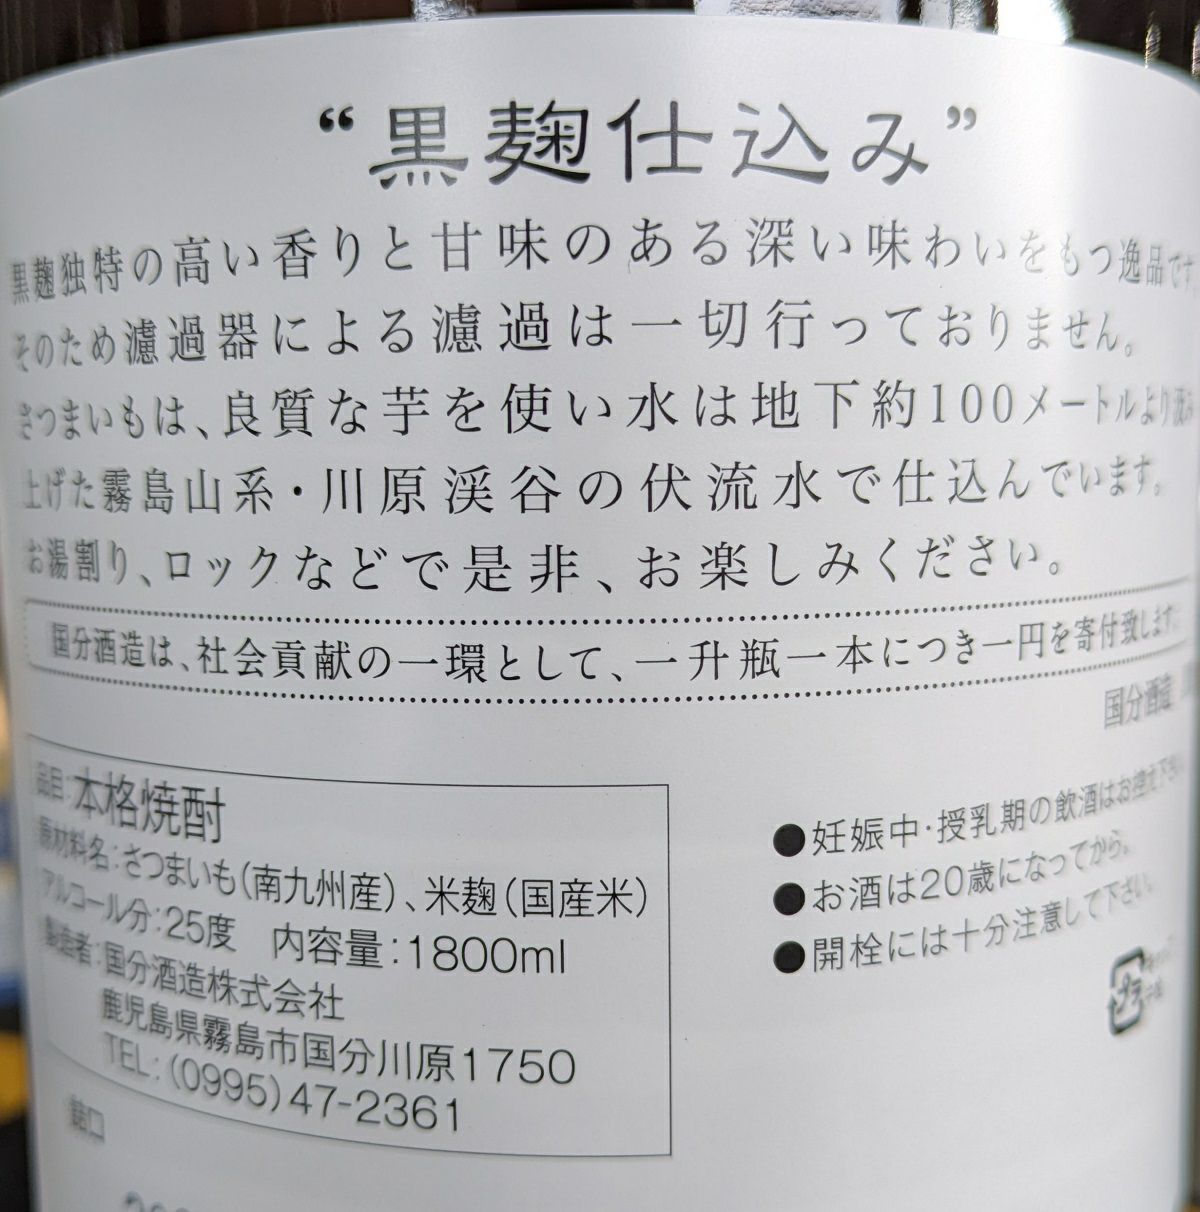 “黒麹仕込み”
黒麹独特の高い香りと甘味のある深い味わいをもつ逸品です
そのため濾過器による濾過は一切行っておりません。
さつまいもは、良質な芋を使い水は地下約100メートルより
上げた霧島山系・川原渓谷の伏流水で仕込んでいます。
お湯割り、ロックなどで是非、お楽しみください。
国分酒造は、社会貢献の一環として、一升瓶一本につき一円を寄付致します
国分酒造
品目:本格焼酎
原材料名:さつまいも(南九州産)、米麹(国産米)
アルコール分:25度 内容量:1800ml
製造者:国分酒造株式会社
鹿児島県霧島市国分川原1750
TEL:(0995)47-2361
●妊娠中・授乳期の飲酒はお控え下さい
●お酒は20歳になってから。
●開栓には十分注意して下さい。
プラ
詰口